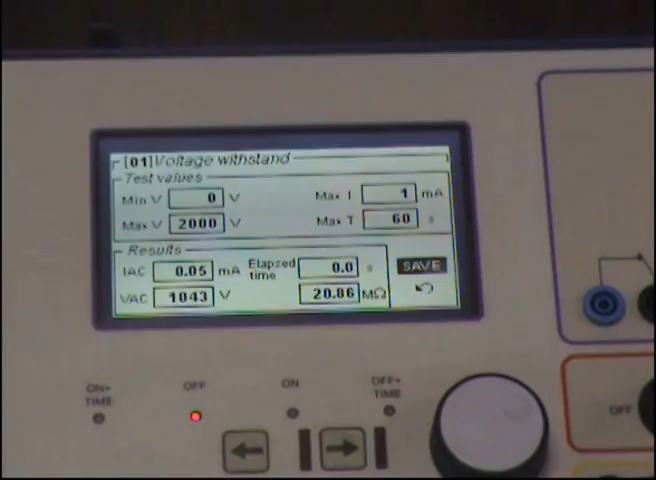 [01]Voltage withstand
Test values
Min V 0 V Max I 1 mA
Max V 2000 V Max T 60 s
Results
IAC 0.05 mA Elapsed time 0.0 s SAVE
VAC 1043 V 20.86 MΩ
ON+ TIME OFF ON OFF+ TIME
OFF